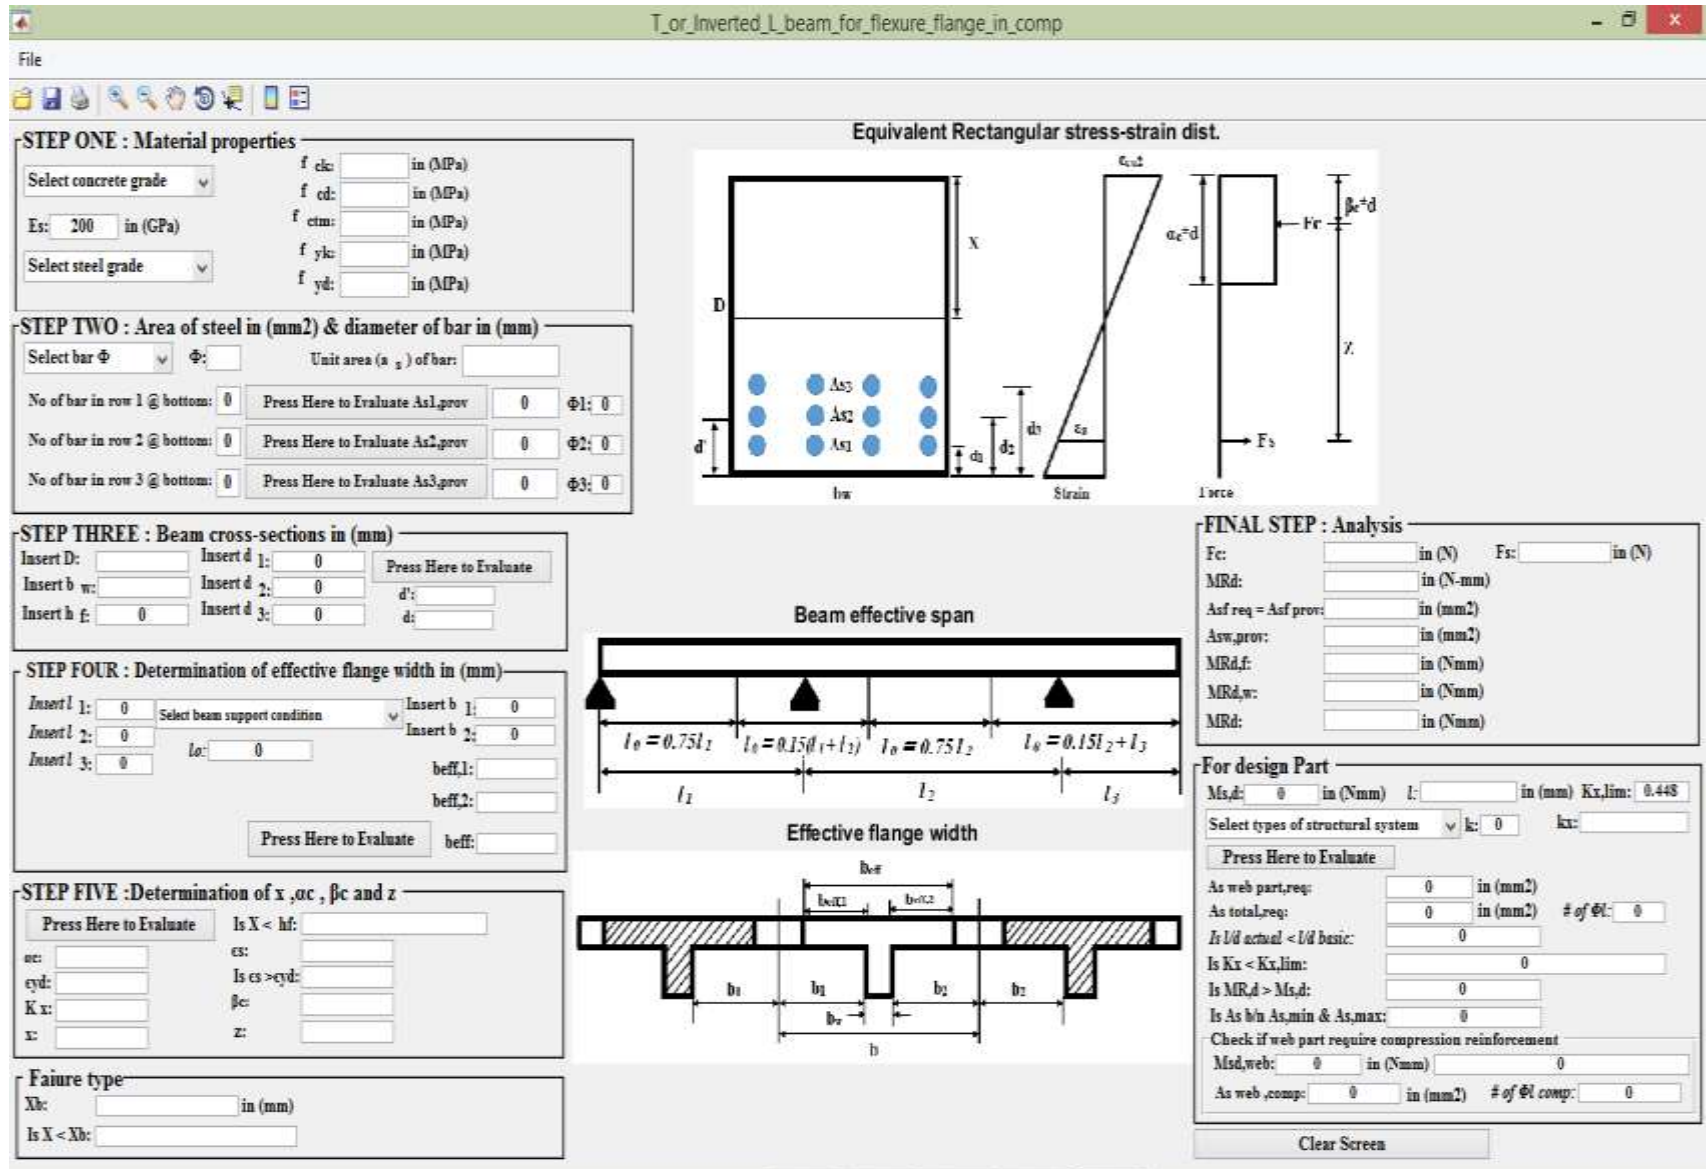 T_or_Inverted_L_beam_for_flexure_flange_in_comp
File
STEP ONE : Material properties
Select concrete grade
f ck: in (MPa)
f cd: in (MPa)
Es: 200 in (GPa)
f ctm: in (MPa)
Select steel grade
f yk: in (MPa)
f yd: in (MPa)
STEP TWO : Area of steel in (mm2) & diameter of bar in (mm)
Select bar Φ Φ: Unit area (a s ) of bar:
No of bar in row 1 @ bottom: 0 Press Here to Evaluate As1,prov 0 Φ1: 0
No of bar in row 2 @ bottom: 0 Press Here to Evaluate As2,prov 0 Φ2: 0
No of bar in row 3 @ bottom: 0 Press Here to Evaluate As3,prov 0 Φ3: 0
STEP THREE : Beam cross-sections in (mm)
Insert D: Insert d 1: 0 Press Here to Evaluate
Insert b w: Insert d 2: 0 d':
Insert h f: 0 Insert d 3: 0 d:
STEP FOUR : Determination of effective flange width in (mm)
Insert l 1: 0 Select beam support condition Insert b 1: 0
Insert l 2: 0 lo: 0 Insert b 2: 0
Insert l 3: 0
beff,1:
beff,2:
Press Here to Evaluate beff:
STEP FIVE :Determination of x ,αc , βc and z
Press Here to Evaluate Is X < hf:
αc: εs:
εyd: Is εs >εyd:
K x: βc:
x: z:
Faiure type
Xb: in (mm)
Is X < Xb:
Equivalent Rectangular stress-strain dist.
εcu2
X
D
As3
As2
As1
d'
d1
d2
d3
bw
εs
Strain
αc*d
βc*d
Fc
Z
Fs
Force
Beam effective span
l0 = 0.75l1 l0 = 0.15(l1+l2) l0 = 0.75l2 l0 = 0.15l2+l3
l1 l2 l3
Effective flange width
beff
beff,1 beff,2
b1 b1 b2 b2
bw
b
FINAL STEP : Analysis
Fc: in (N) Fs: in (N)
MRd: in (N-mm)
Asf req = Asf prov: in (mm2)
Asw,prov: in (mm2)
MRd,f: in (Nmm)
MRd,w: in (Nmm)
MRd: in (Nmm)
For design Part
Ms,d: 0 in (Nmm) l: in (mm) Kx,lim: 0.448
Select types of structural system k: 0 kx:
Press Here to Evaluate
As web part,req: 0 in (mm2)
As total,req: 0 in (mm2) # of Φl: 0
Is l/d actual < l/d basic: 0
Is Kx < Kx,lim: 0
Is MR,d > Ms,d: 0
Is As b/n As,min & As,max: 0
Check if web part require compression reinforcement
Msd,web: 0 in (Nmm) 0
As web ,comp: 0 in (mm2) # of Φl comp: 0
Clear Screen